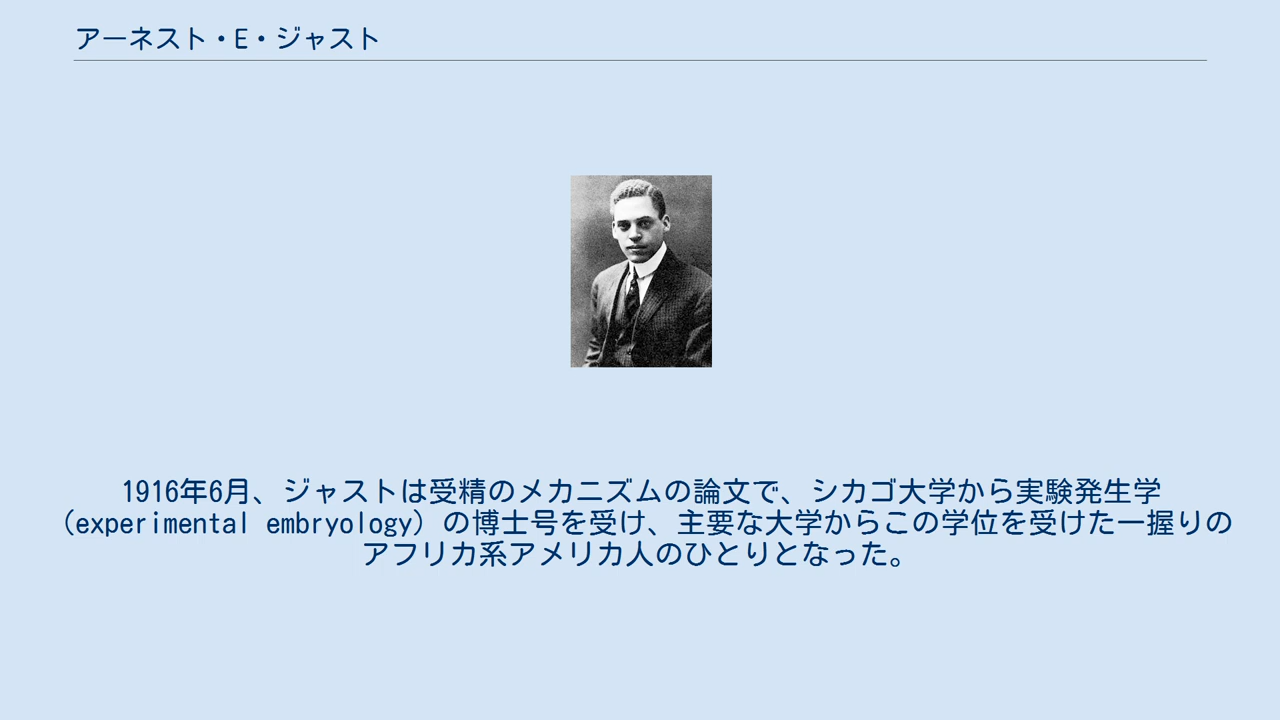 アーネスト・E・ジャスト
1916年6月、ジャストは受精のメカニズムの論文で、シカゴ大学から実験発生学
（experimental embryology）の博士号を受け、主要な大学からこの学位を受けた一握りの
アフリカ系アメリカ人のひとりとなった。